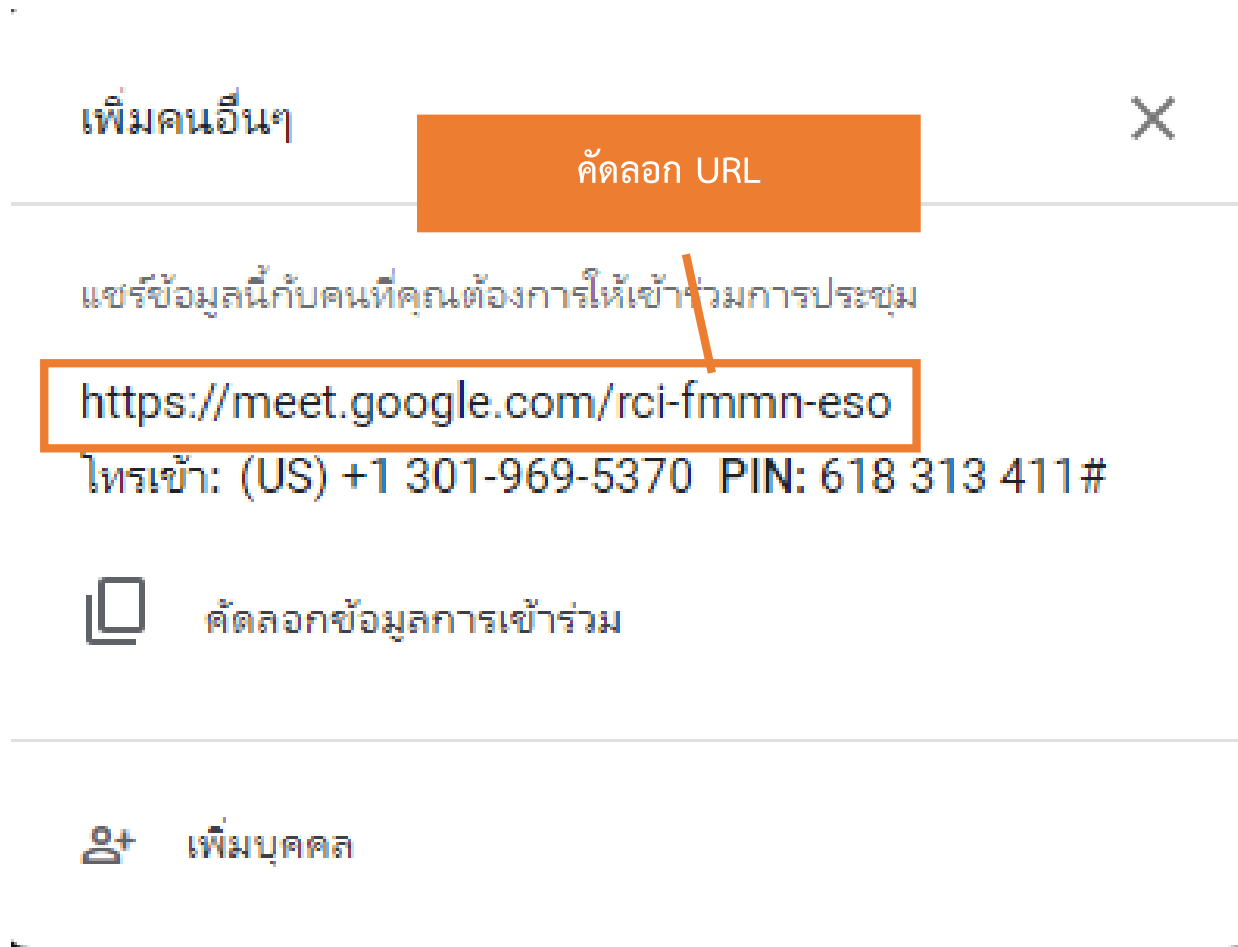 เพิ่มคนอื่นๆ
คัดลอก URL
แชร์ข้อมูลนี้กับคนที่คุณต้องการให้เข้าร่วมการประชุม
https://meet.google.com/rci-fmmn-eso
โทรเข้า: (US) +1 301-969-5370 PIN: 618 313 411#
คัดลอกข้อมูลการเข้าร่วม
เพิ่มบุคคล